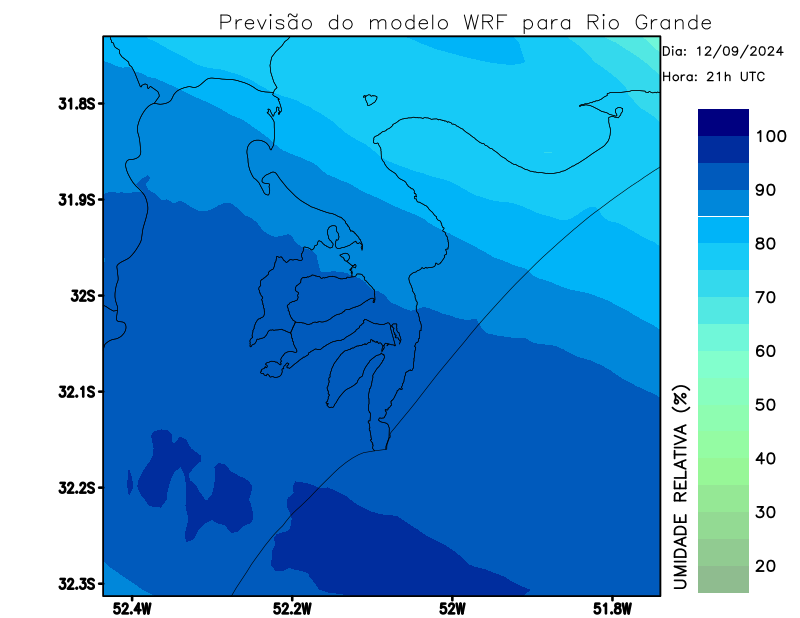 Previsão do modelo WRF para Rio Grande
Dia: 12/09/2024
Hora: 21h UTC
31.8S
31.9S
32S
32.1S
32.2S
32.3S
52.4W
52.2W
52W
51.8W
UMIDADE RELATIVA (%)
100
90
80
70
60
50
40
30
20